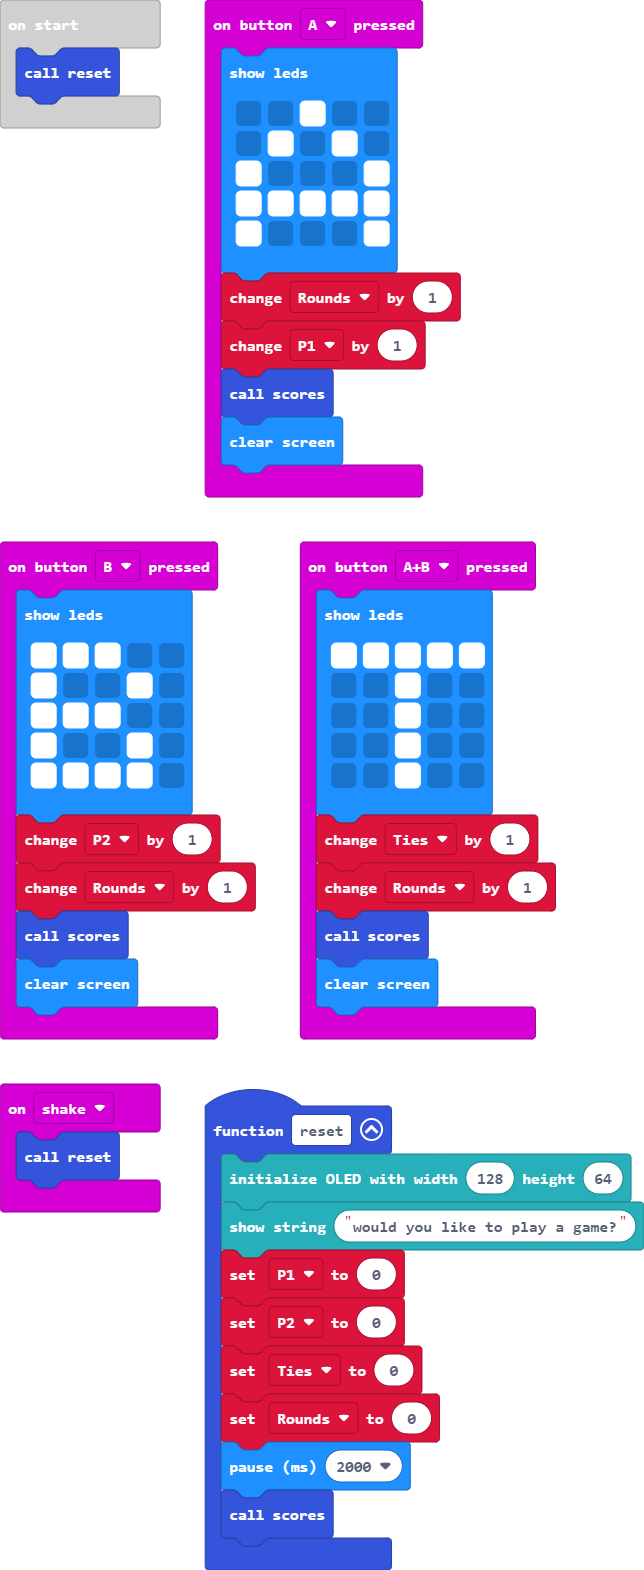 on start
call reset
on button A pressed
show leds
change Rounds by 1
change P1 by 1
call scores
clear screen
on button B pressed
show leds
change P2 by 1
change Rounds by 1
call scores
clear screen
on button A+B pressed
show leds
change Ties by 1
change Rounds by 1
call scores
clear screen
on shake
call reset
function reset
initialize OLED with width 128 height 64
show string "would you like to play a game?"
set P1 to 0
set P2 to 0
set Ties to 0
set Rounds to 0
pause (ms) 2000
call scores